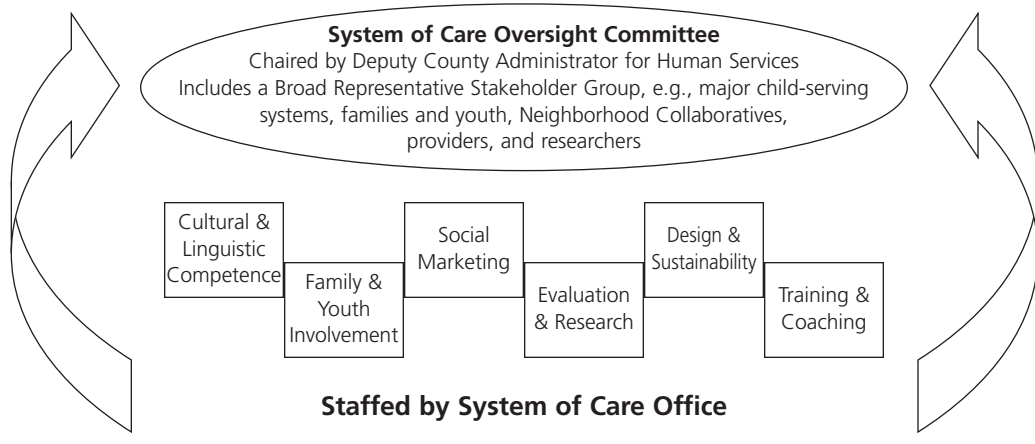 System of Care Oversight Committee
Chaired by Deputy County Administrator for Human Services
Includes a Broad Representative Stakeholder Group, e.g., major child-serving
systems, families and youth, Neighborhood Collaboratives,
providers, and researchers
Cultural &
Linguistic
Competence
Family &
Youth
Involvement
Social
Marketing
Evaluation
& Research
Design &
Sustainability
Training &
Coaching
Staffed by System of Care Office